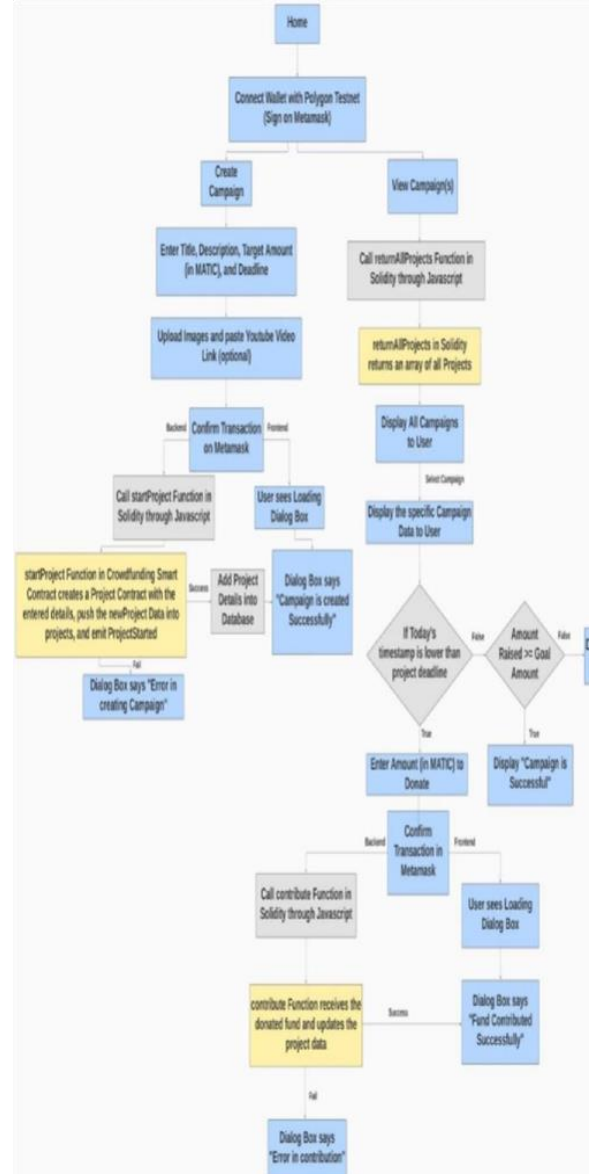 Home
Connect Wallet with Polygon Testnet
(Sign on Metamask)
Create
Campaign
View Campaign(s)
Enter Title, Description, Target Amount
(in MATIC), and Deadline
Call returnAllProjects Function in
Solidity through Javascript
Upload Images and paste Youtube Video
Link (optional)
returnAllProjects in Solidity
returns an array of all Projects
Backend
Confirm Transaction
on Metamask
Frontend
Display All Campaigns
to User
Select Campaign
Call startProject Function in
Solidity through Javascript
User sees Loading
Dialog Box
Display the specific Campaign
Data to User
startProject Function in Crowdfunding Smart
Contract creates a Project Contract with the
entered details, push the newProject Data into
projects, and emit ProjectStarted
Success
Add Project
Details into
Database
Dialog Box says
"Campaign is created
Successfully"
Fail
Dialog Box says "Error in
creating Campaign"
If Today's
timestamp is lower than
project deadline
False
Amount
Raised >= Goal
Amount
False
D
True
True
Enter Amount (in MATIC) to
Donate
Display "Campaign is
Successful"
Backend
Confirm
Transaction in
Metamask
Frontend
Call contribute Function in
Solidity through Javascript
User sees Loading
Dialog Box
contribute Function receives the
donated fund and updates the
project data
Success
Dialog Box says
"Fund Contributed
Successfully"
Fail
Dialog Box says
"Error in contribution"